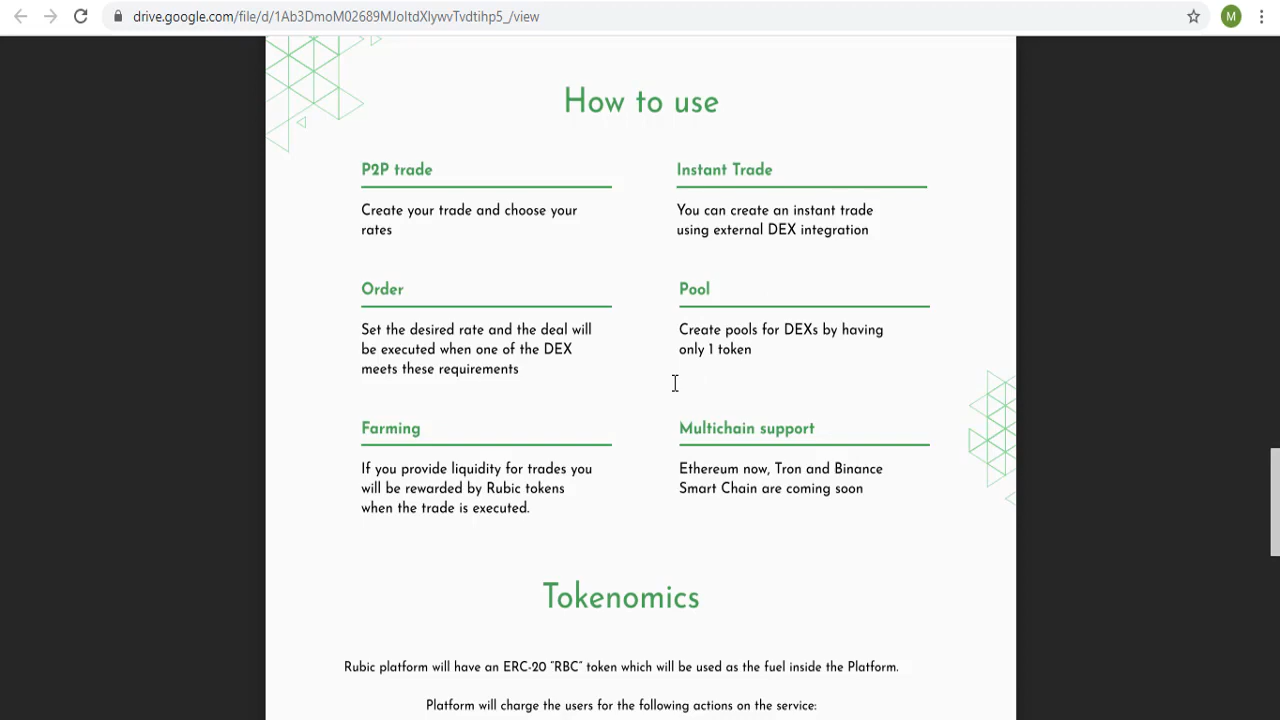 drive.google.com/file/d/1Ab3DmoM02689MJoltdXlywvTvdtihp5_/view
M
How to use
P2P trade
Create your trade and choose your
rates
Instant Trade
You can create an instant trade
using external DEX integration
Order
Set the desired rate and the deal will
be executed when one of the DEX
meets these requirements
Pool
Create pools for DEXs by having
only 1 token
Farming
If you provide liquidity for trades you
will be rewarded by Rubic tokens
when the trade is executed.
Multichain support
Ethereum now, Tron and Binance
Smart Chain are coming soon
Tokenomics
Rubic platform will have an ERC-20 “RBC” token which will be used as the fuel inside the Platform.
Platform will charge the users for the following actions on the service: